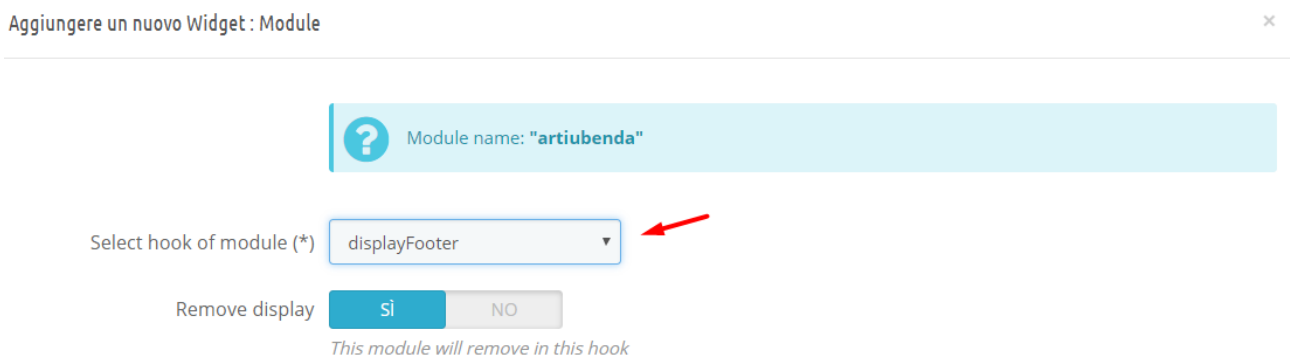 Aggiungere un nuovo Widget : Module
×
Module name: "artiubenda"
Select hook of module (*) displayFooter
Remove display SÌ NO
This module will remove in this hook